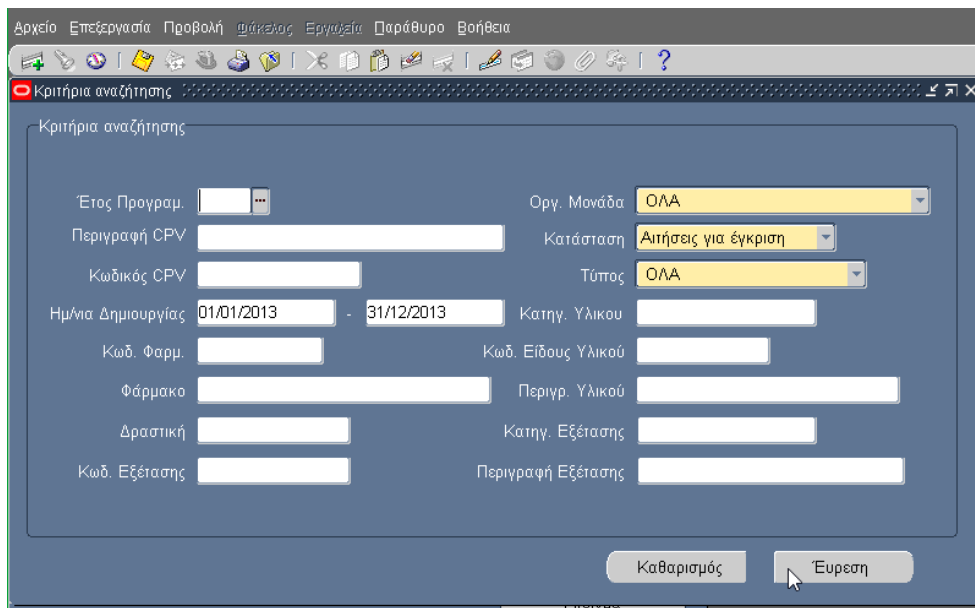 Αρχείο Επεξεργασία Προβολή Φάκελος Εργαλεία Παράθυρο Βοήθεια
Κριτήρια αναζήτησης
Κριτήρια αναζήτησης
Έτος Προγραμ. ... Οργ. Μονάδα ΟΛΑ
Περιγραφή CPV Κατάσταση Αιτήσεις για έγκριση
Κωδικός CPV Τύπος ΟΛΑ
Ημ/νια Δημιουργίας 01/01/2013 - 31/12/2013 Κατηγ. Υλικου
Κωδ. Φαρμ. Κωδ. Είδους Υλικού
Φάρμακο Περιγρ. Υλικού
Δραστική Κατηγ. Εξέτασης
Κωδ. Εξέτασης Περιγραφή Εξέτασης
Καθαρισμός Έυρεση